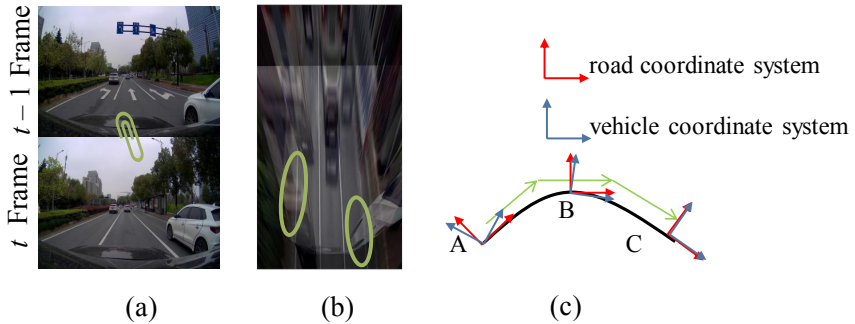 t – 1 Frame
t Frame
road coordinate system
vehicle coordinate system
A
B
C
(a)
(b)
(c)